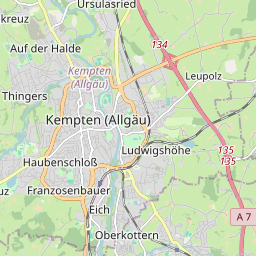 Ursulasried
kreuz
Auf der Halde
134
Kempten
(Allgäu)
Leupolz
Thingers
Kempten (Allgäu)
135
135
Ludwigshöhe
Haubenschloß
Franzosenbauer
Eich
A 7
Oberkottern